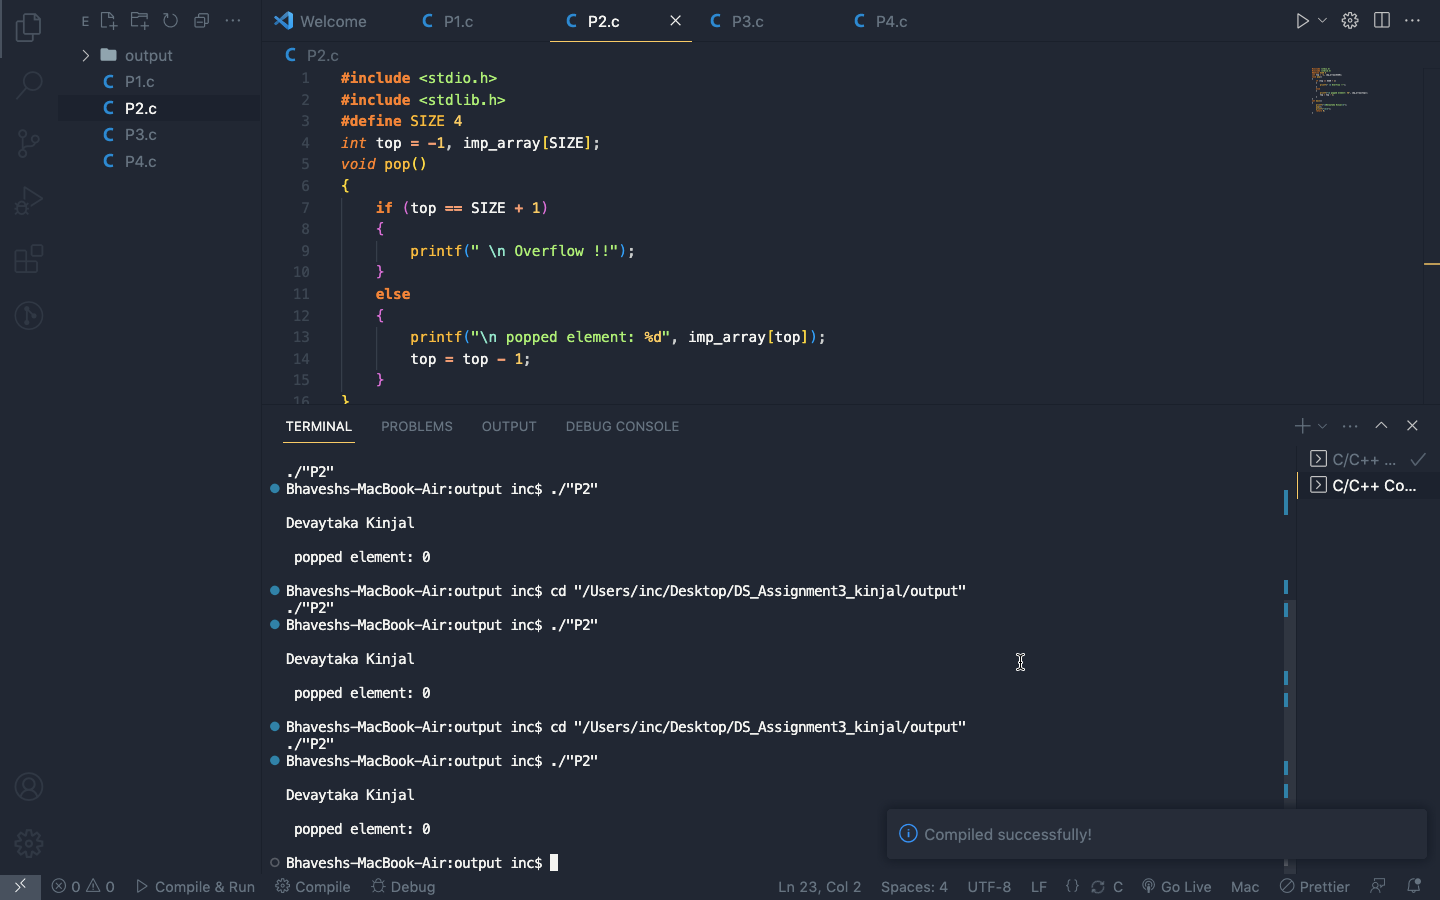 E
Welcome
P1.c
P2.c
P3.c
P4.c
output
P1.c
P2.c
P3.c
P4.c
P2.c
1 #include <stdio.h>
2 #include <stdlib.h>
3 #define SIZE 4
4 int top = -1, imp_array[SIZE];
5 void pop()
6 {
7 if (top == SIZE + 1)
8 {
9 printf(" \n Overflow !!");
10 }
11 else
12 {
13 printf("\n popped element: %d", imp_array[top]);
14 top = top - 1;
15 }
16 }
TERMINAL PROBLEMS OUTPUT DEBUG CONSOLE
C/C++ ...
C/C++ Co...
./"P2"
Bhaveshs-MacBook-Air:output inc$ ./"P2"
Devaytaka Kinjal
popped element: 0
Bhaveshs-MacBook-Air:output inc$ cd "/Users/inc/Desktop/DS_Assignment3_kinjal/output"
./"P2"
Bhaveshs-MacBook-Air:output inc$ ./"P2"
Devaytaka Kinjal
popped element: 0
Bhaveshs-MacBook-Air:output inc$ cd "/Users/inc/Desktop/DS_Assignment3_kinjal/output"
./"P2"
Bhaveshs-MacBook-Air:output inc$ ./"P2"
Devaytaka Kinjal
popped element: 0
Bhaveshs-MacBook-Air:output inc$
Compiled successfully!
0 0 Compile & Run Compile Debug Ln 23, Col 2 Spaces: 4 UTF-8 LF {} C Go Live Mac Prettier